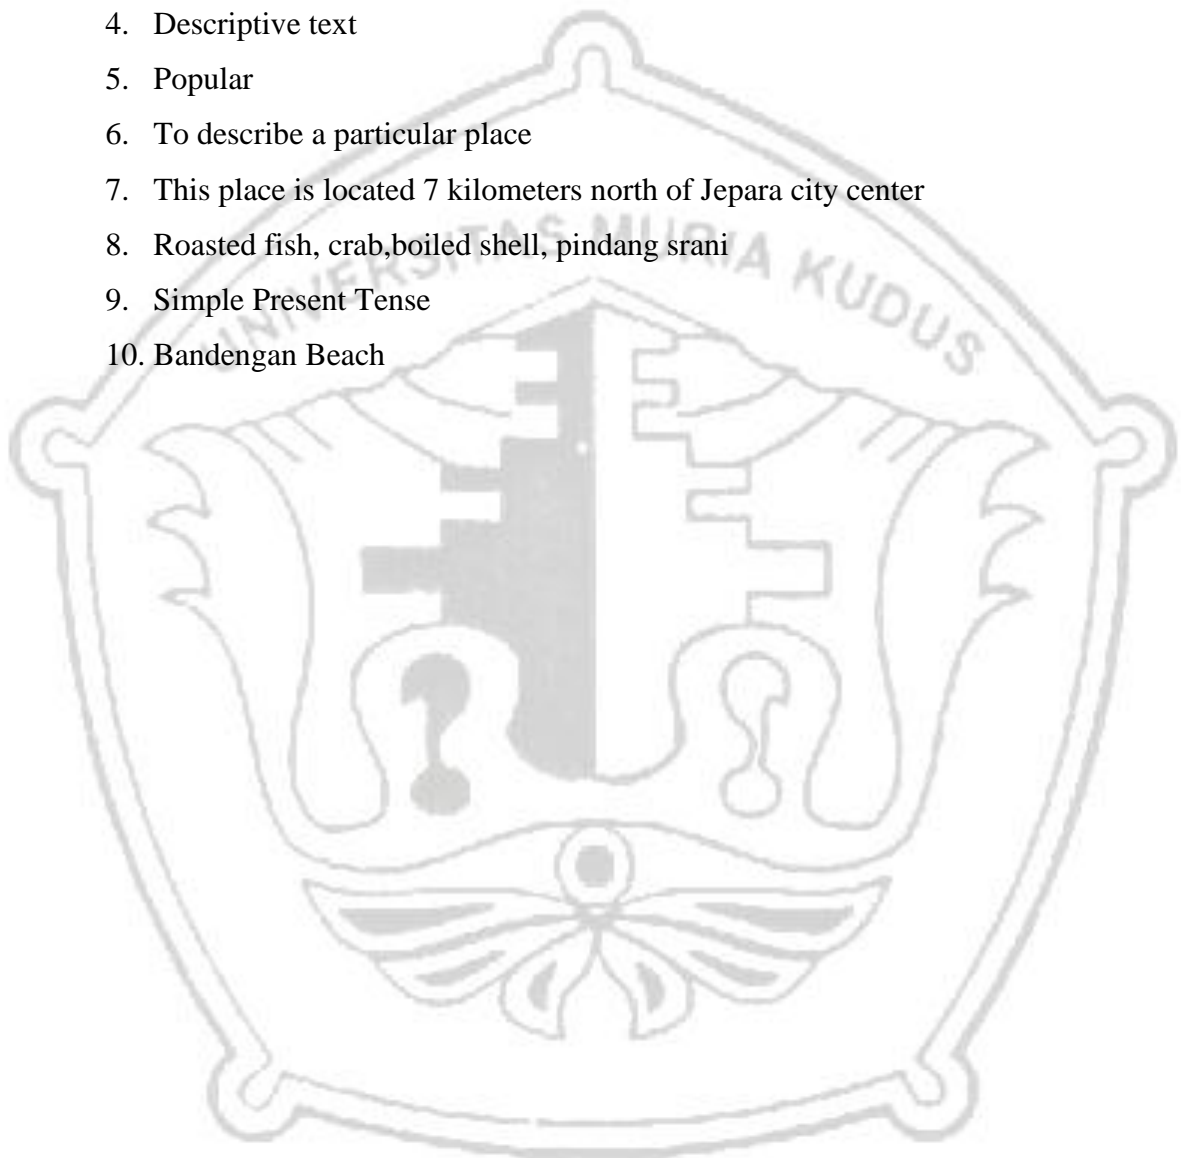 4. Descriptive text
5. Popular
6. To describe a particular place
7. This place is located 7 kilometers north of Jepara city center
8. Roasted fish, crab,boiled shell, pindang srani
9. Simple Present Tense
10. Bandengan Beach
UNIVERSITAS MURIA KUDUS